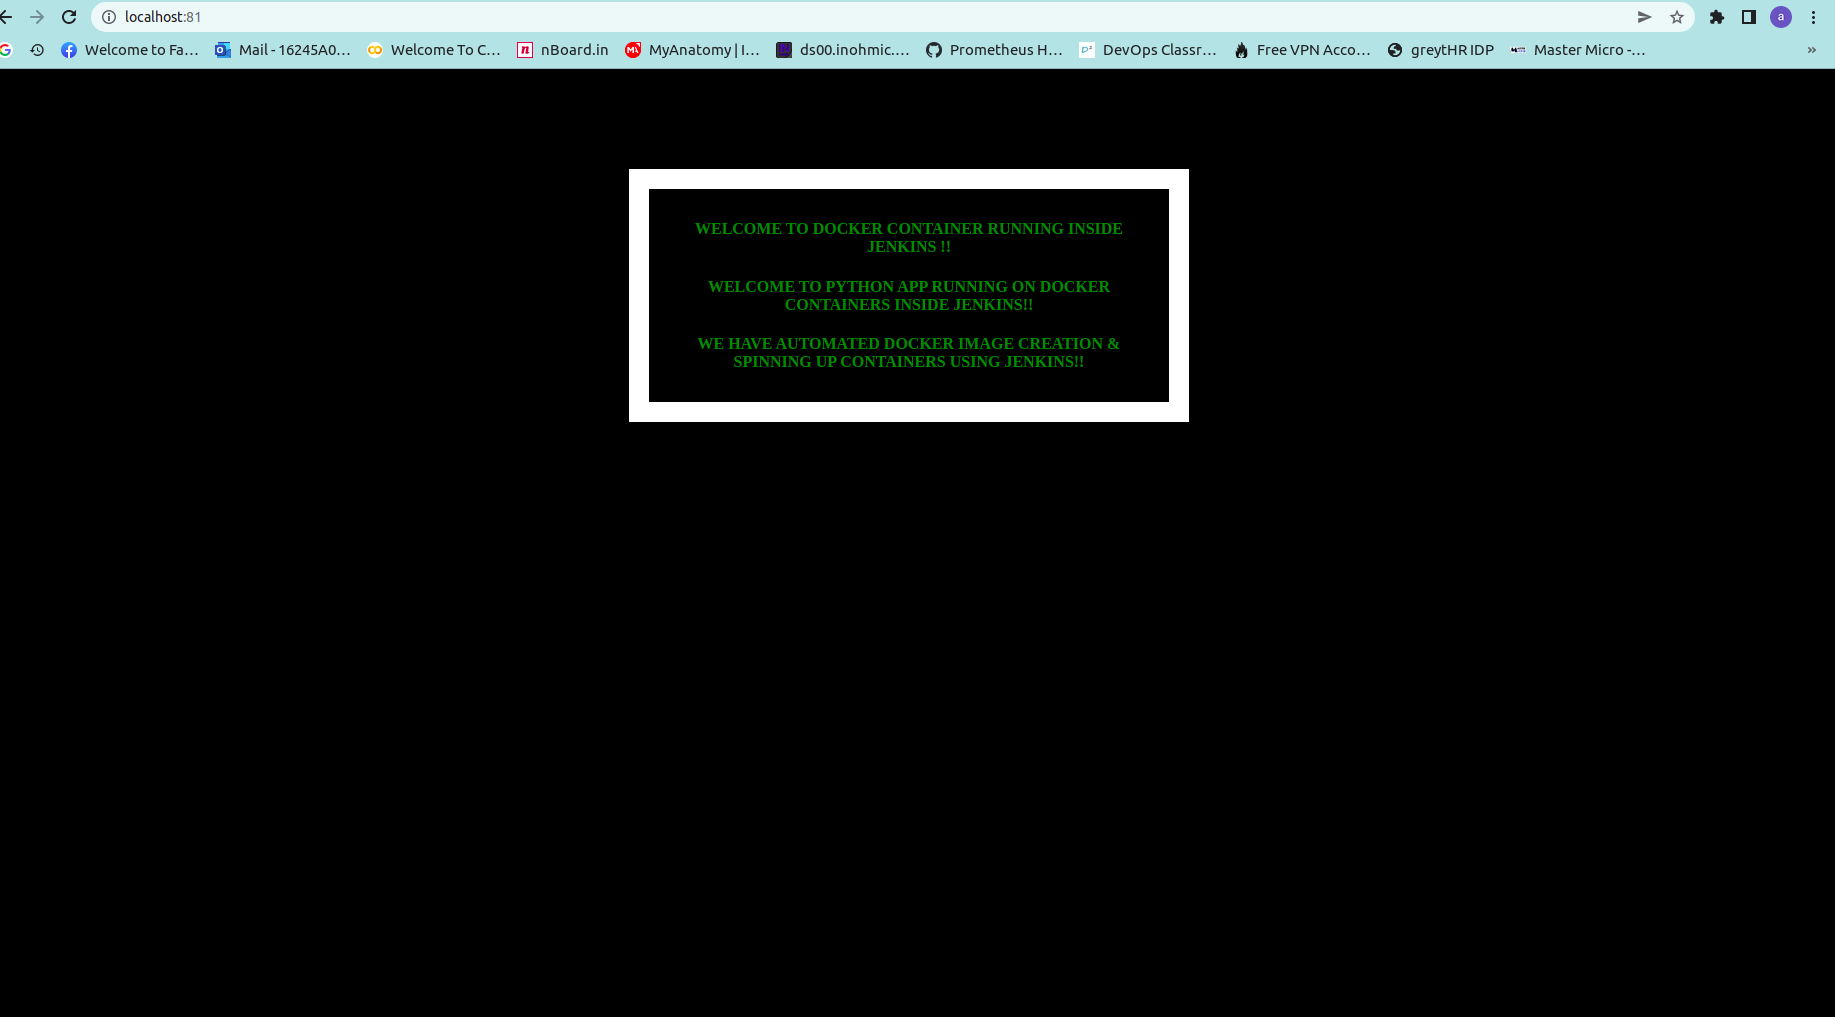 localhost:81
Welcome to Fa... Mail - 16245A0... Welcome To C... nBoard.in MyAnatomy | I... ds00.inohmic.... Prometheus H... DevOps Classr... Free VPN Acco... greytHR IDP Master Micro -... »
WELCOME TO DOCKER CONTAINER RUNNING INSIDE
JENKINS !!
WELCOME TO PYTHON APP RUNNING ON DOCKER
CONTAINERS INSIDE JENKINS!!
WE HAVE AUTOMATED DOCKER IMAGE CREATION &
SPINNING UP CONTAINERS USING JENKINS!!